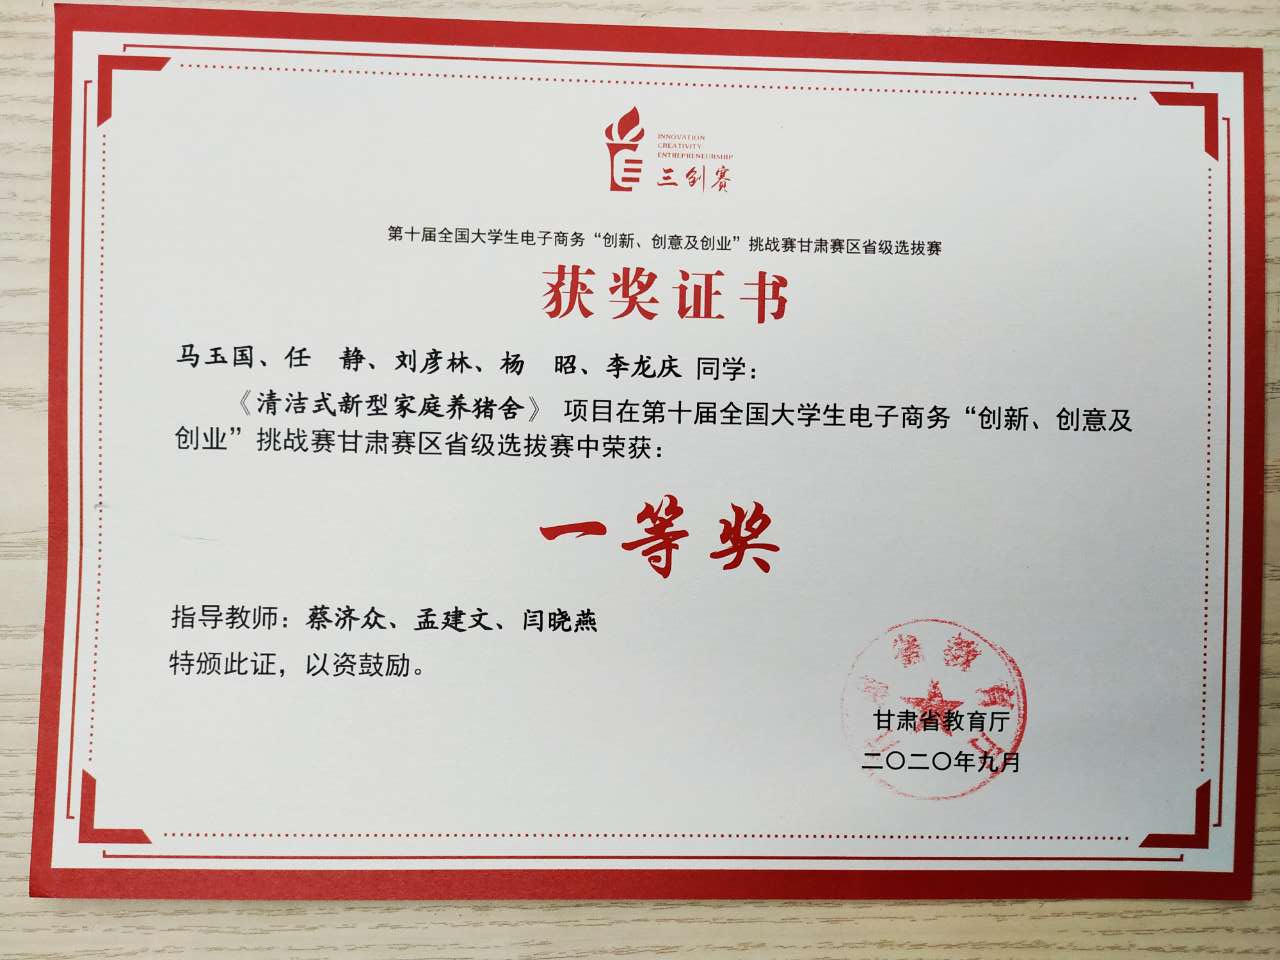 INNOVATION
CREATIVITY
ENTREPRENEURSHIP
三创赛
第十届全国大学生电子商务“创新、创意及创业”挑战赛甘肃赛区省级选拔赛
获奖证书
马玉国、任　静、刘彦林、杨　昭、李龙庆 同学：
《清洁式新型家庭养猪舍》 项目在第十届全国大学生电子商务“创新、创意及
创业”挑战赛甘肃赛区省级选拔赛中荣获：
一等奖
指导教师：蔡济众、孟建文、闫晓燕
特颁此证，以资鼓励。
甘肃省教育厅
二〇二〇年九月